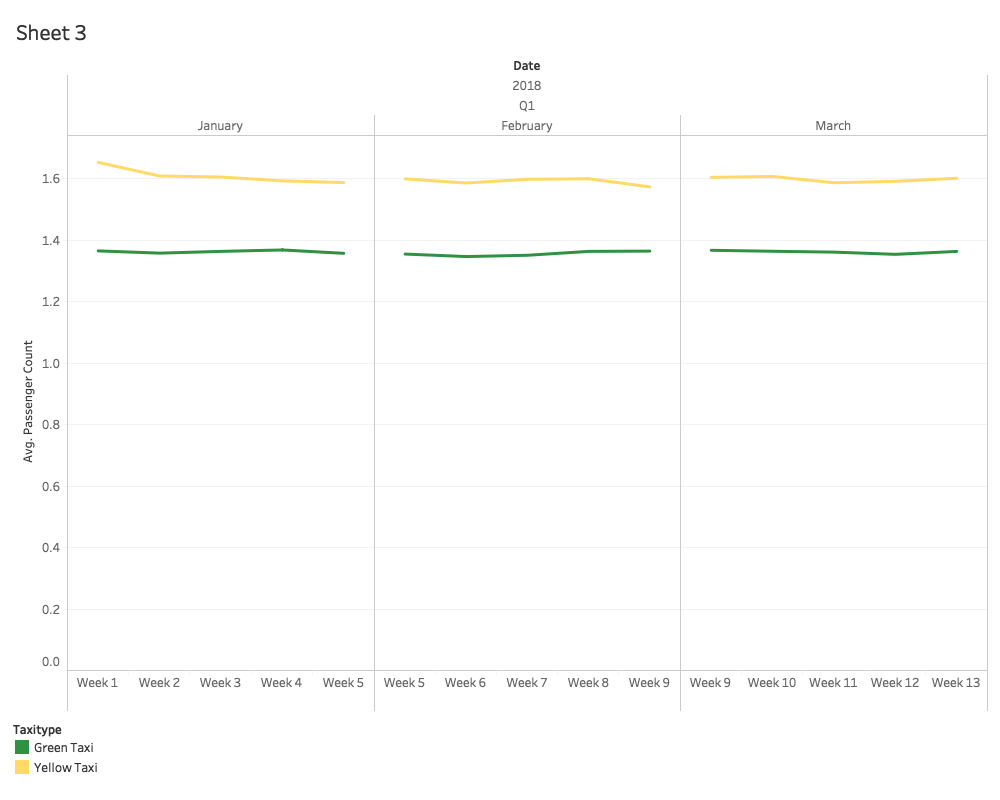 Sheet 3
Date
2018
Q1
January February March
1.6
1.4
1.2
1.0
0.8
0.6
0.4
0.2
0.0
Avg. Passenger Count
Week 1 Week 2 Week 3 Week 4 Week 5 Week 5 Week 6 Week 7 Week 8 Week 9 Week 9 Week 10 Week 11 Week 12 Week 13
Taxitype
Green Taxi
Yellow Taxi